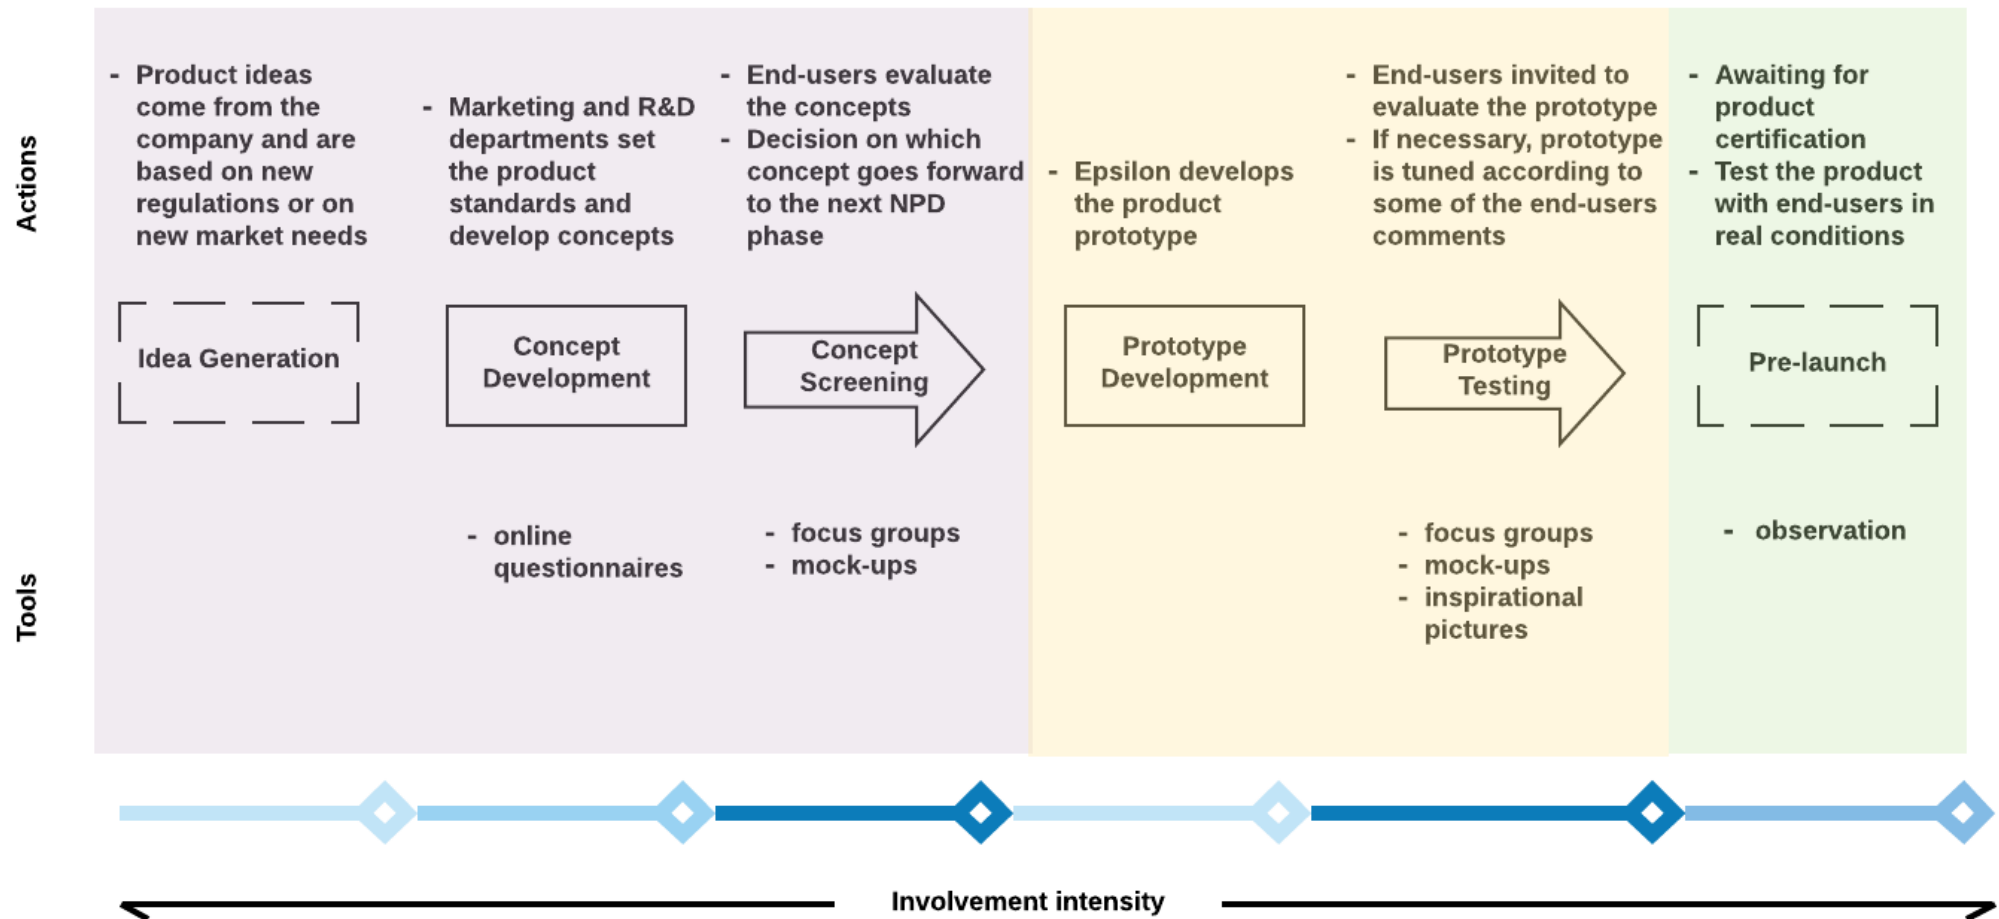 Actions
- Product ideas
come from the
company and are
based on new
regulations or on
new market needs
- Marketing and R&D
departments set
the product
standards and
develop concepts
- End-users evaluate
the concepts
- Decision on which
concept goes forward
to the next NPD
phase
- Epsilon develops
the product
prototype
- End-users invited to
evaluate the prototype
- If necessary, prototype
is tuned according to
some of the end-users
comments
- Awaiting for
product
certification
- Test the product
with end-users in
real conditions
Idea Generation
Concept
Development
Concept
Screening
Prototype
Development
Prototype
Testing
Pre-launch
Tools
- online
questionnaires
- focus groups
- mock-ups
- focus groups
- mock-ups
- inspirational
pictures
- observation
Involvement intensity